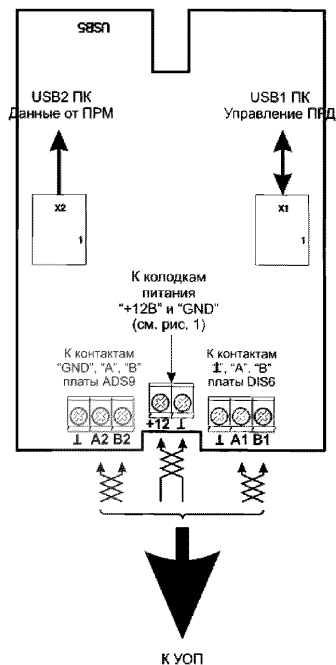 USB5
USB2 ПК
Данные от ПРМ
USB1 ПК
Управление ПРД
X2
1
X1
1
К колодкам
питания
“+12В” и “GND”
(см. рис. 1)
К контактам
“GND”, “A”, “B”
платы ADS9
К контактам
“⊥”, “A”, “B”
платы DIS6
⊥ A2 B2
+12 ⊥
⊥ A1 B1
К УОП